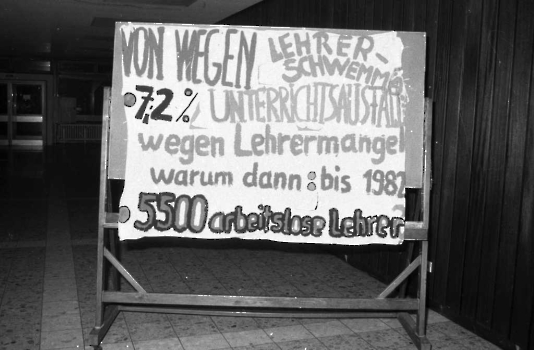 VON WEGEN LEHRER-
SCHWEMME
7,2% UNTERRICHTSAUSFALL
wegen Lehrermangel
warum dann : bis 1982
5500 arbeitslose Lehrer